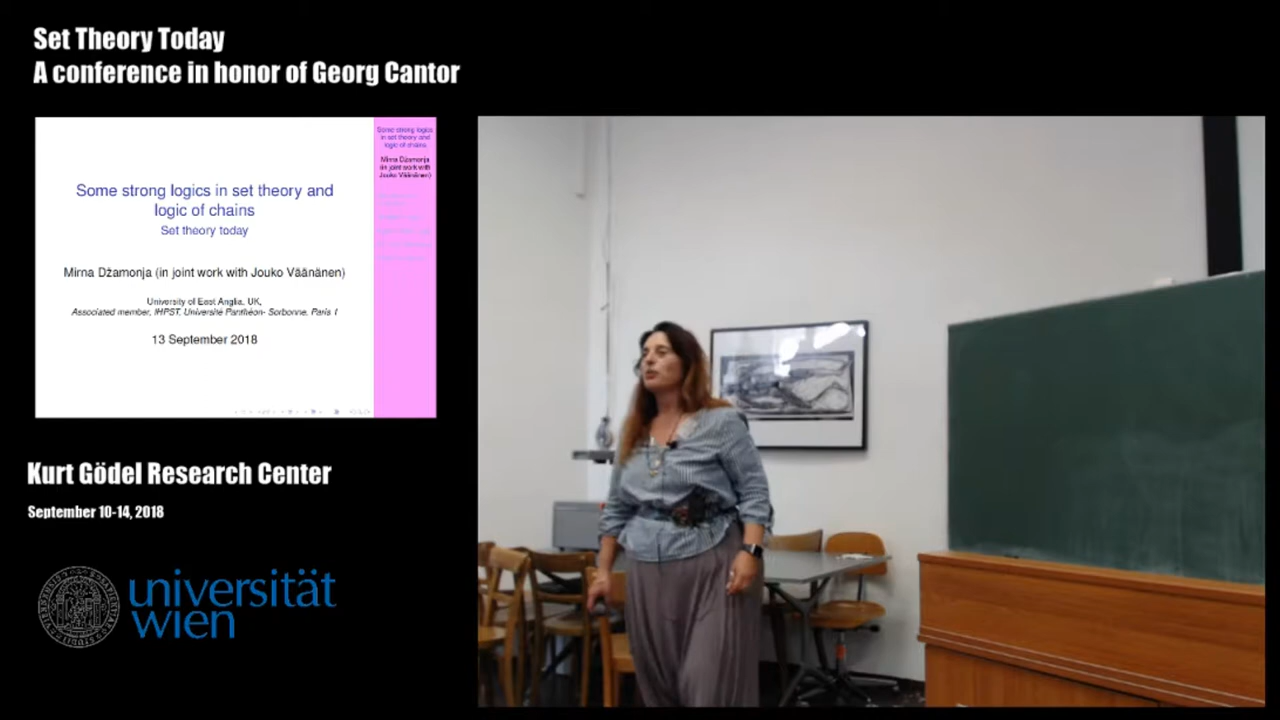 Set Theory Today
A conference in honor of Georg Cantor
Some strong logics in set theory and
logic of chains
Set theory today
Mirna Džamonja (in joint work with Jouko Väänänen)
University of East Anglia, UK,
Associated member, IHPST, Université Panthéon- Sorbonne, Paris 1
13 September 2018
Some strong logics
in set theory and
logic of chains
Mirna Džamonja
(in joint work with
Jouko Väänänen)
Kurt Gödel Research Center
September 10-14, 2018
universität
wien